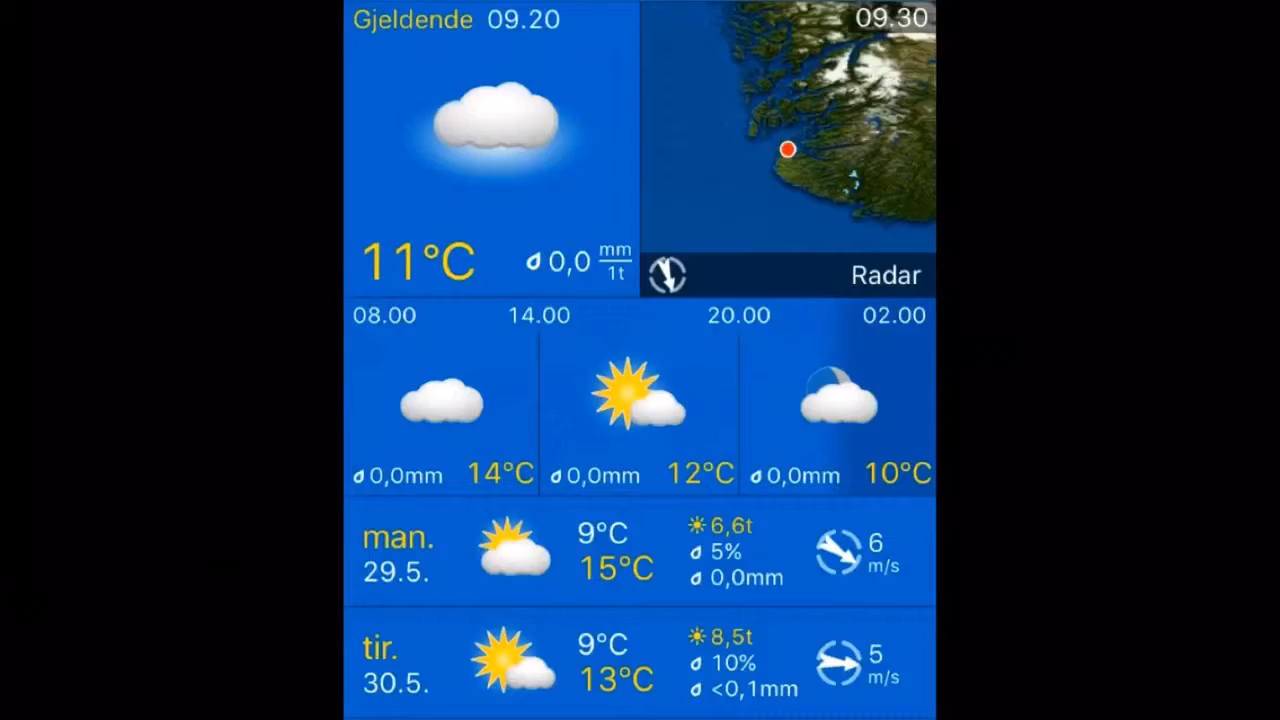 Gjeldende 09.20
09.30
11°C 0,0 mm/1t
Radar
08.00 14.00 20.00 02.00
0,0mm 14°C 0,0mm 12°C 0,0mm 10°C
man. 9°C 6,6t 6
29.5. 15°C 5% m/s
0,0mm
tir. 9°C 8,5t 5
30.5. 13°C 10% m/s
<0,1mm